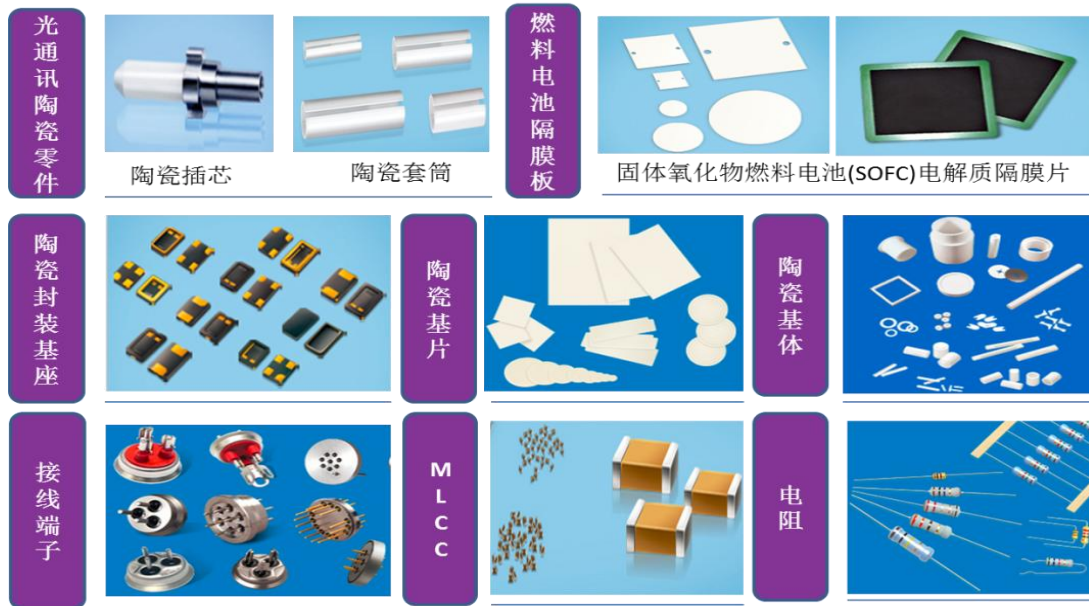 光通讯陶瓷零件
陶瓷插芯
陶瓷套筒
燃料电池隔膜板
固体氧化物燃料电池(SOFC)电解质隔膜片
陶瓷封装基座
陶瓷基片
陶瓷基体
接线端子
MLCC
电阻